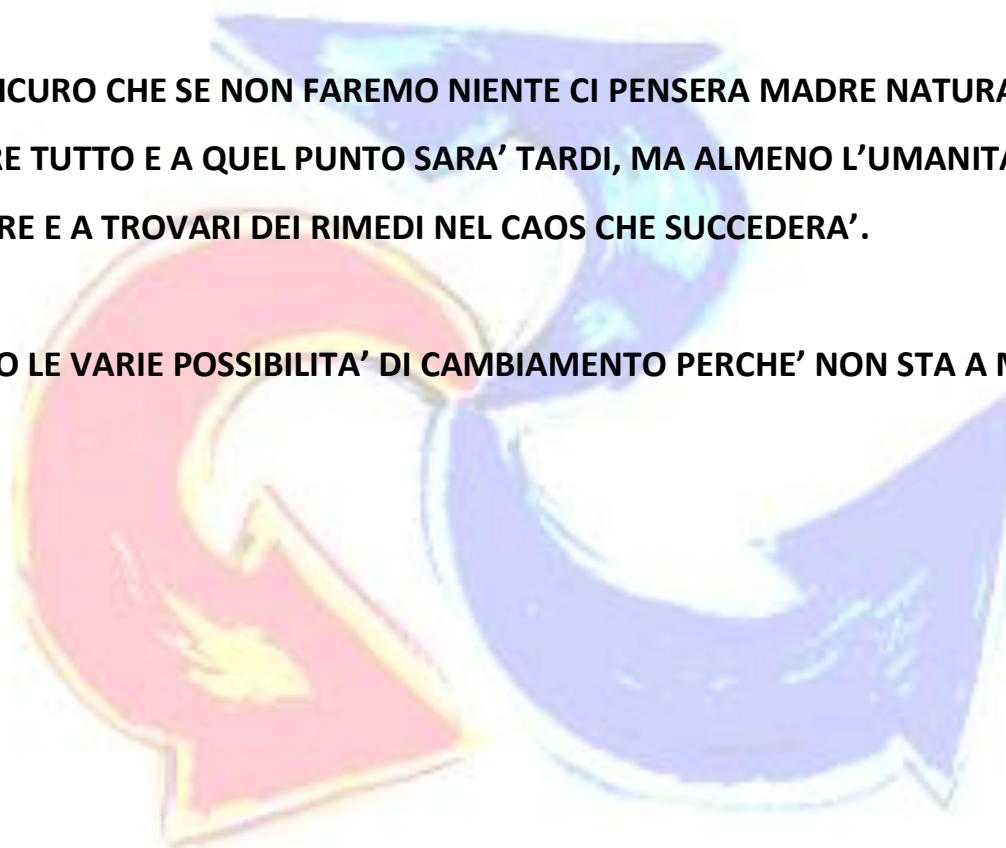 ICURO CHE SE NON FAREMO NIENTE CI PENSERA MADRE NATURA
RE TUTTO E A QUEL PUNTO SARA’ TARDI, MA ALMENO L’UMANITA
RE E A TROVARI DEI RIMEDI NEL CAOS CHE SUCCEDERA’.
O LE VARIE POSSIBILITA’ DI CAMBIAMENTO PERCHE’ NON STA A